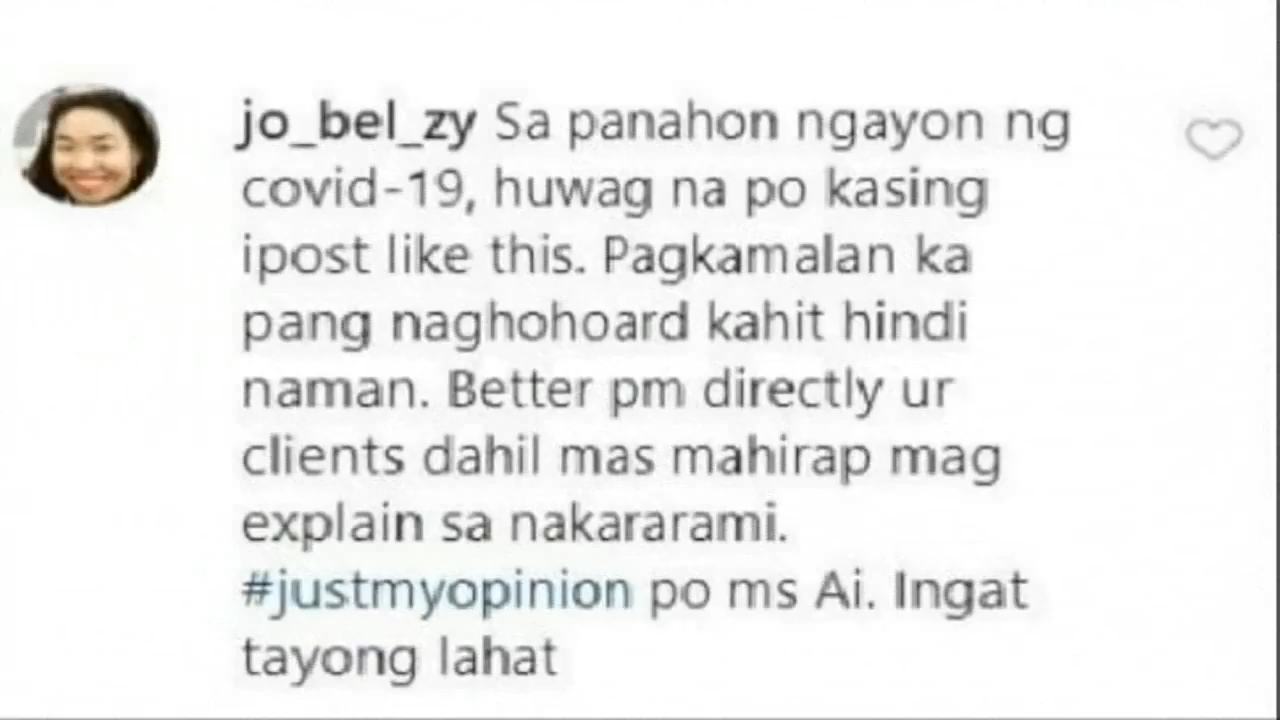 jo_bel_zy Sa panahon ngayon ng
covid-19, huwag na po kasing
ipost like this. Pagkamalan ka
pang naghohoard kahit hindi
naman. Better pm directly ur
clients dahil mas mahirap mag
explain sa nakararami.
#justmyopinion po ms Ai. Ingat
tayong lahat